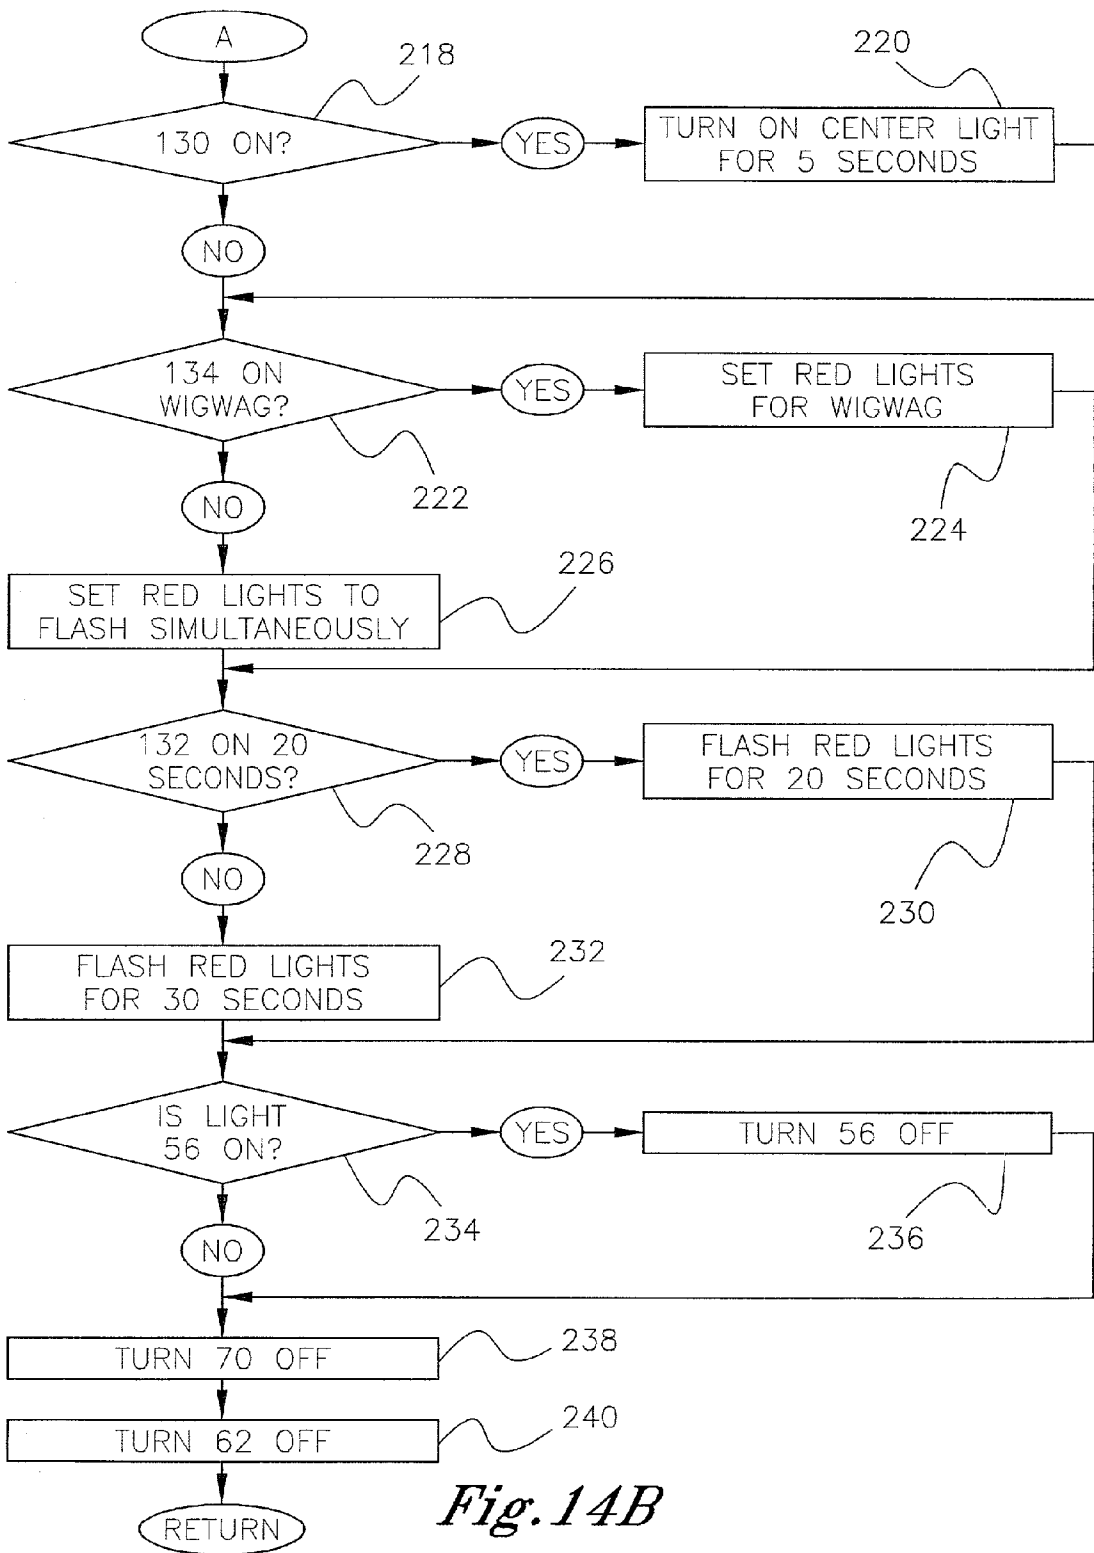 A
218
220
130 ON?
YES
TURN ON CENTER LIGHT
FOR 5 SECONDS
NO
134 ON
WIGWAG?
YES
SET RED LIGHTS
FOR WIGWAG
222
224
NO
SET RED LIGHTS TO
FLASH SIMULTANEOUSLY
226
132 ON 20
SECONDS?
YES
FLASH RED LIGHTS
FOR 20 SECONDS
228
230
NO
FLASH RED LIGHTS
FOR 30 SECONDS
232
IS LIGHT
56 ON?
YES
TURN 56 OFF
234
236
NO
TURN 70 OFF
238
TURN 62 OFF
240
RETURN
Fig.14B